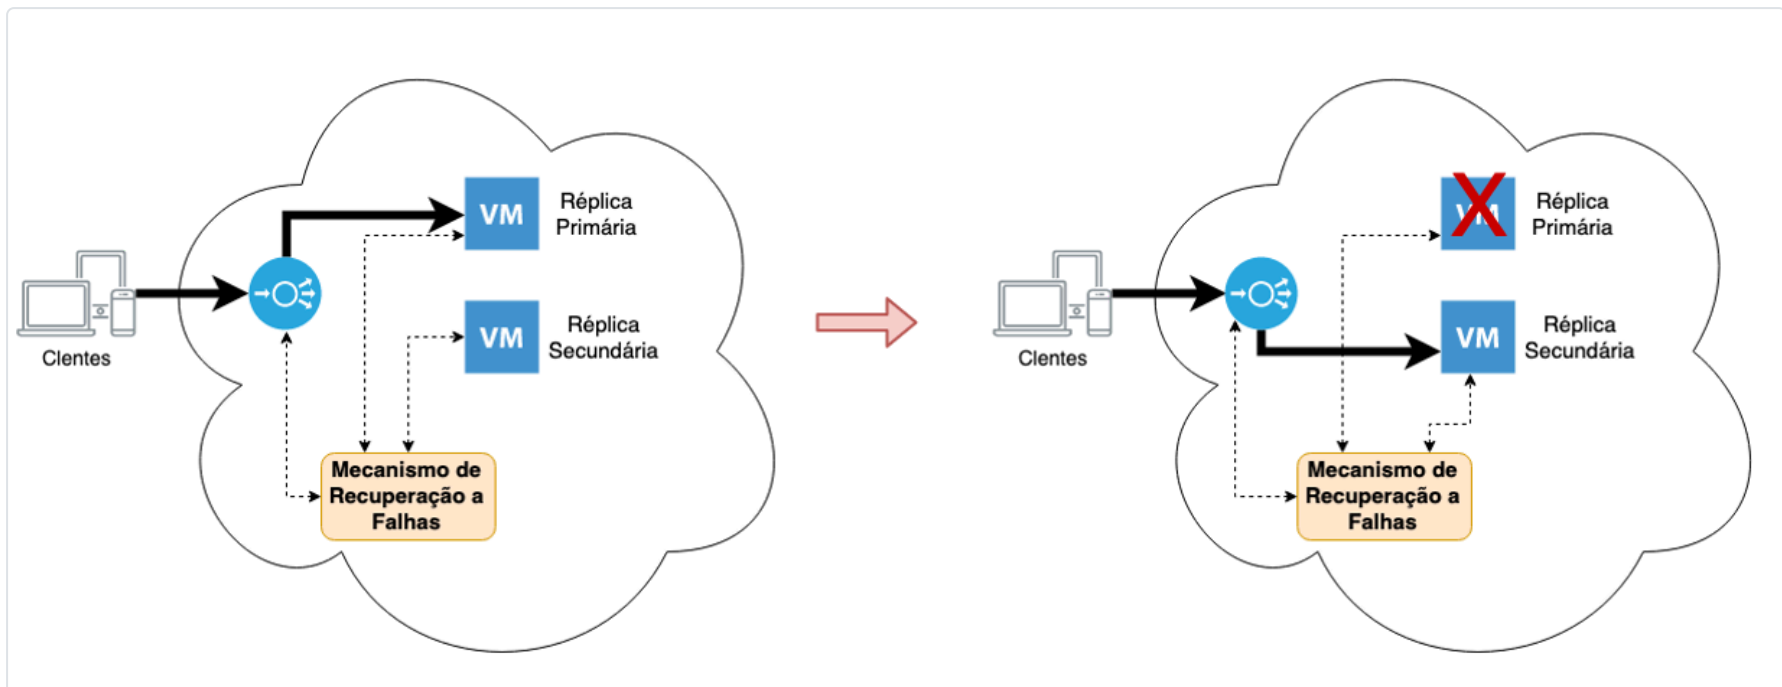 VM
Réplica
Primária
VM
Réplica
Secundária
Clentes
Mecanismo de
Recuperação a
Falhas
VM
Réplica
Primária
VM
Réplica
Secundária
Clentes
Mecanismo de
Recuperação a
Falhas